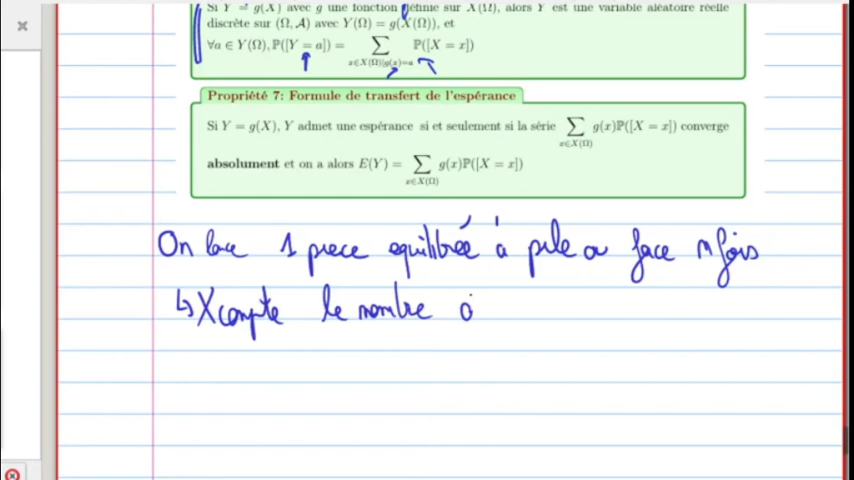 Si Y = g(X) avec g une fonction définie sur X(Ω), alors Y est une variable aléatoire réelle
discrète sur (Ω, A) avec Y(Ω) = g(X(Ω)), et
∀a ∈ Y(Ω), P([Y = a]) = ∑ P([X = x])
x∈X(Ω)|g(x)=a
Propriété 7: Formule de transfert de l'espérance
Si Y = g(X), Y admet une espérance si et seulement si la série ∑ g(x)P([X = x]) converge
x∈X(Ω)
absolument et on a alors E(Y) = ∑ g(x)P([X = x])
x∈X(Ω)
On lance 1 piece equilibrée à pile ou face n fois
↳ X compte le nombre